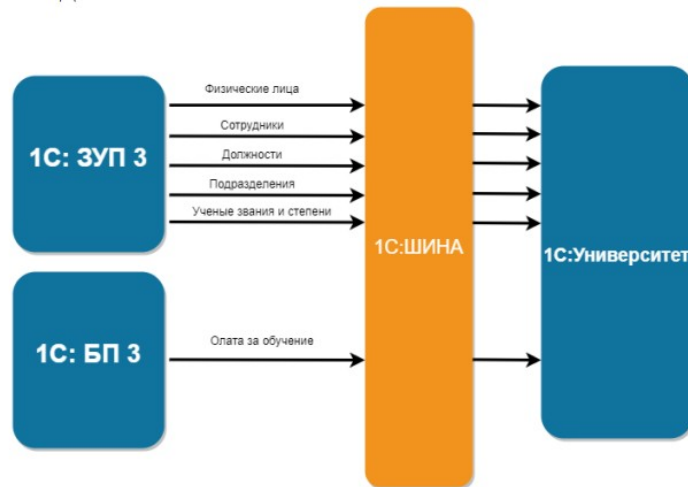 Физические лица
Сотрудники
1С: ЗУП 3
Должности
Подразделения
Ученые звания и степени
1С:ШИНА
1С:Университет
1С: БП 3
Олата за обучение